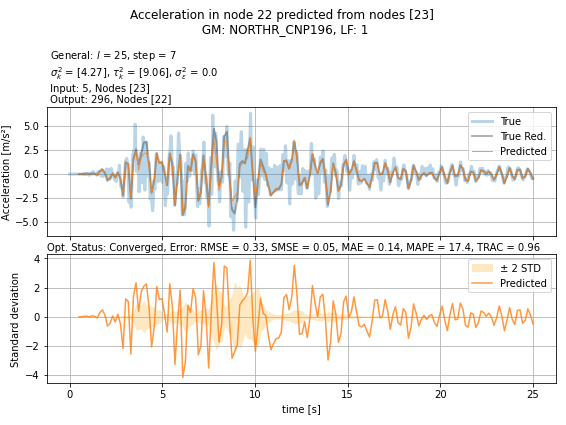 Acceleration in node 22 predicted from nodes [23]
GM: NORTHR_CNP196, LF: 1
General: l = 25, step = 7
σ²ₖ = [4.27], τ²ₖ = [9.06], σ²ε = 0.0
Input: 5, Nodes [23]
Output: 296, Nodes [22]
Acceleration [m/s²]
5.0
2.5
0.0
−2.5
−5.0
True
True Red.
Predicted
Opt. Status: Converged, Error: RMSE = 0.33, SMSE = 0.05, MAE = 0.14, MAPE = 17.4, TRAC = 0.96
Standard deviation
4
2
0
−2
−4
± 2 STD
Predicted
0 5 10 15 20 25
time [s]